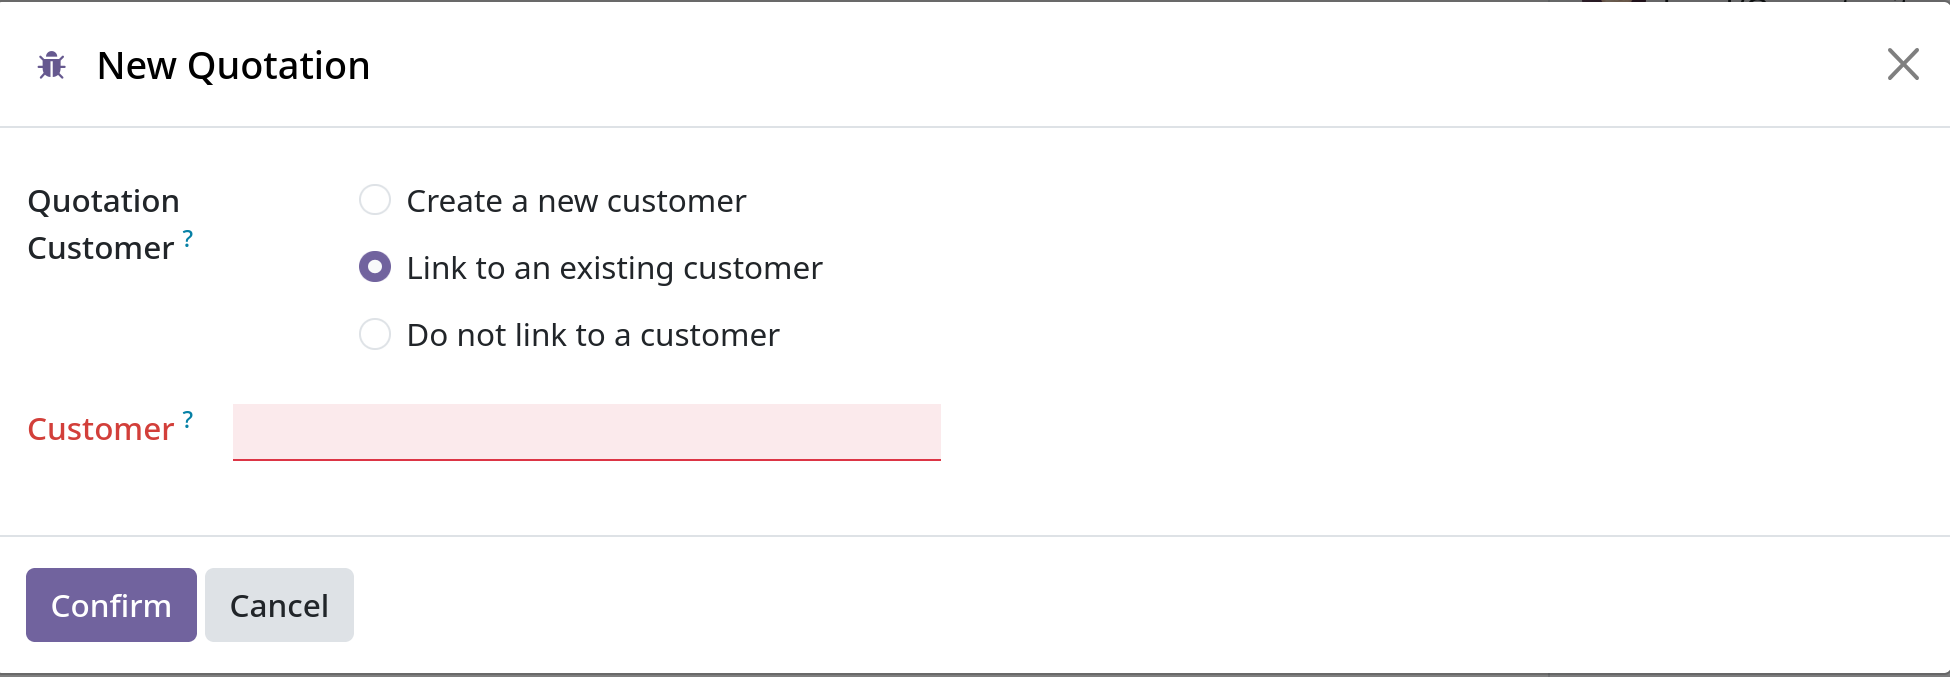 New Quotation
Quotation
Customer ?
Create a new customer
Link to an existing customer
Do not link to a customer
Customer ?
Confirm
Cancel